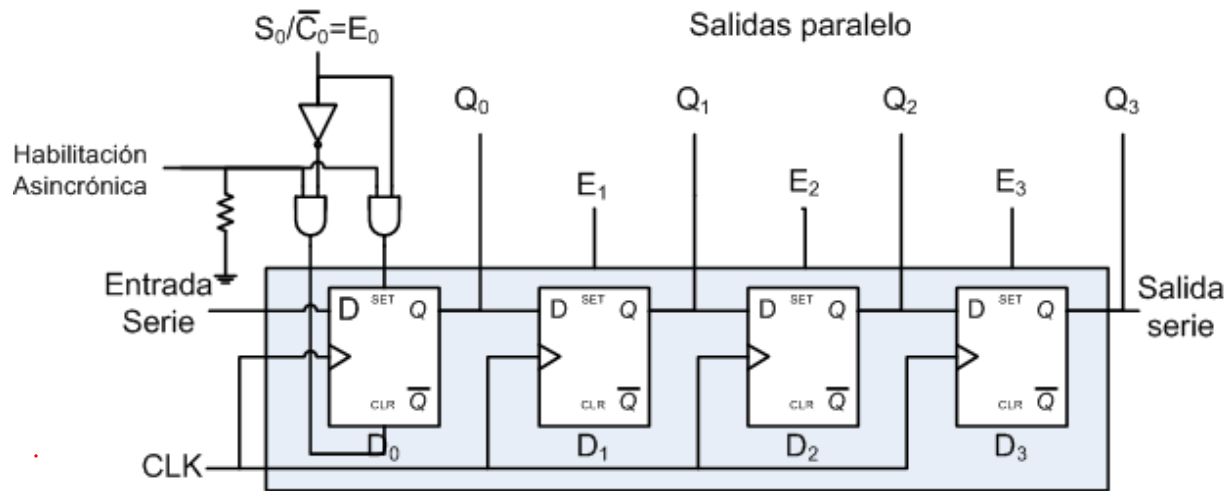 S₀/C̅₀=E₀
Salidas paralelo
Q₀
Q₁
Q₂
Q₃
Habilitación
Asincrónica
E₁
E₂
E₃
Entrada
Serie
D
SET
Q
CLR
Q̅
D₀
D
SET
Q
CLR
Q̅
D₁
D
SET
Q
CLR
Q̅
D₂
D
SET
Q
CLR
Q̅
D₃
Salida
serie
CLK